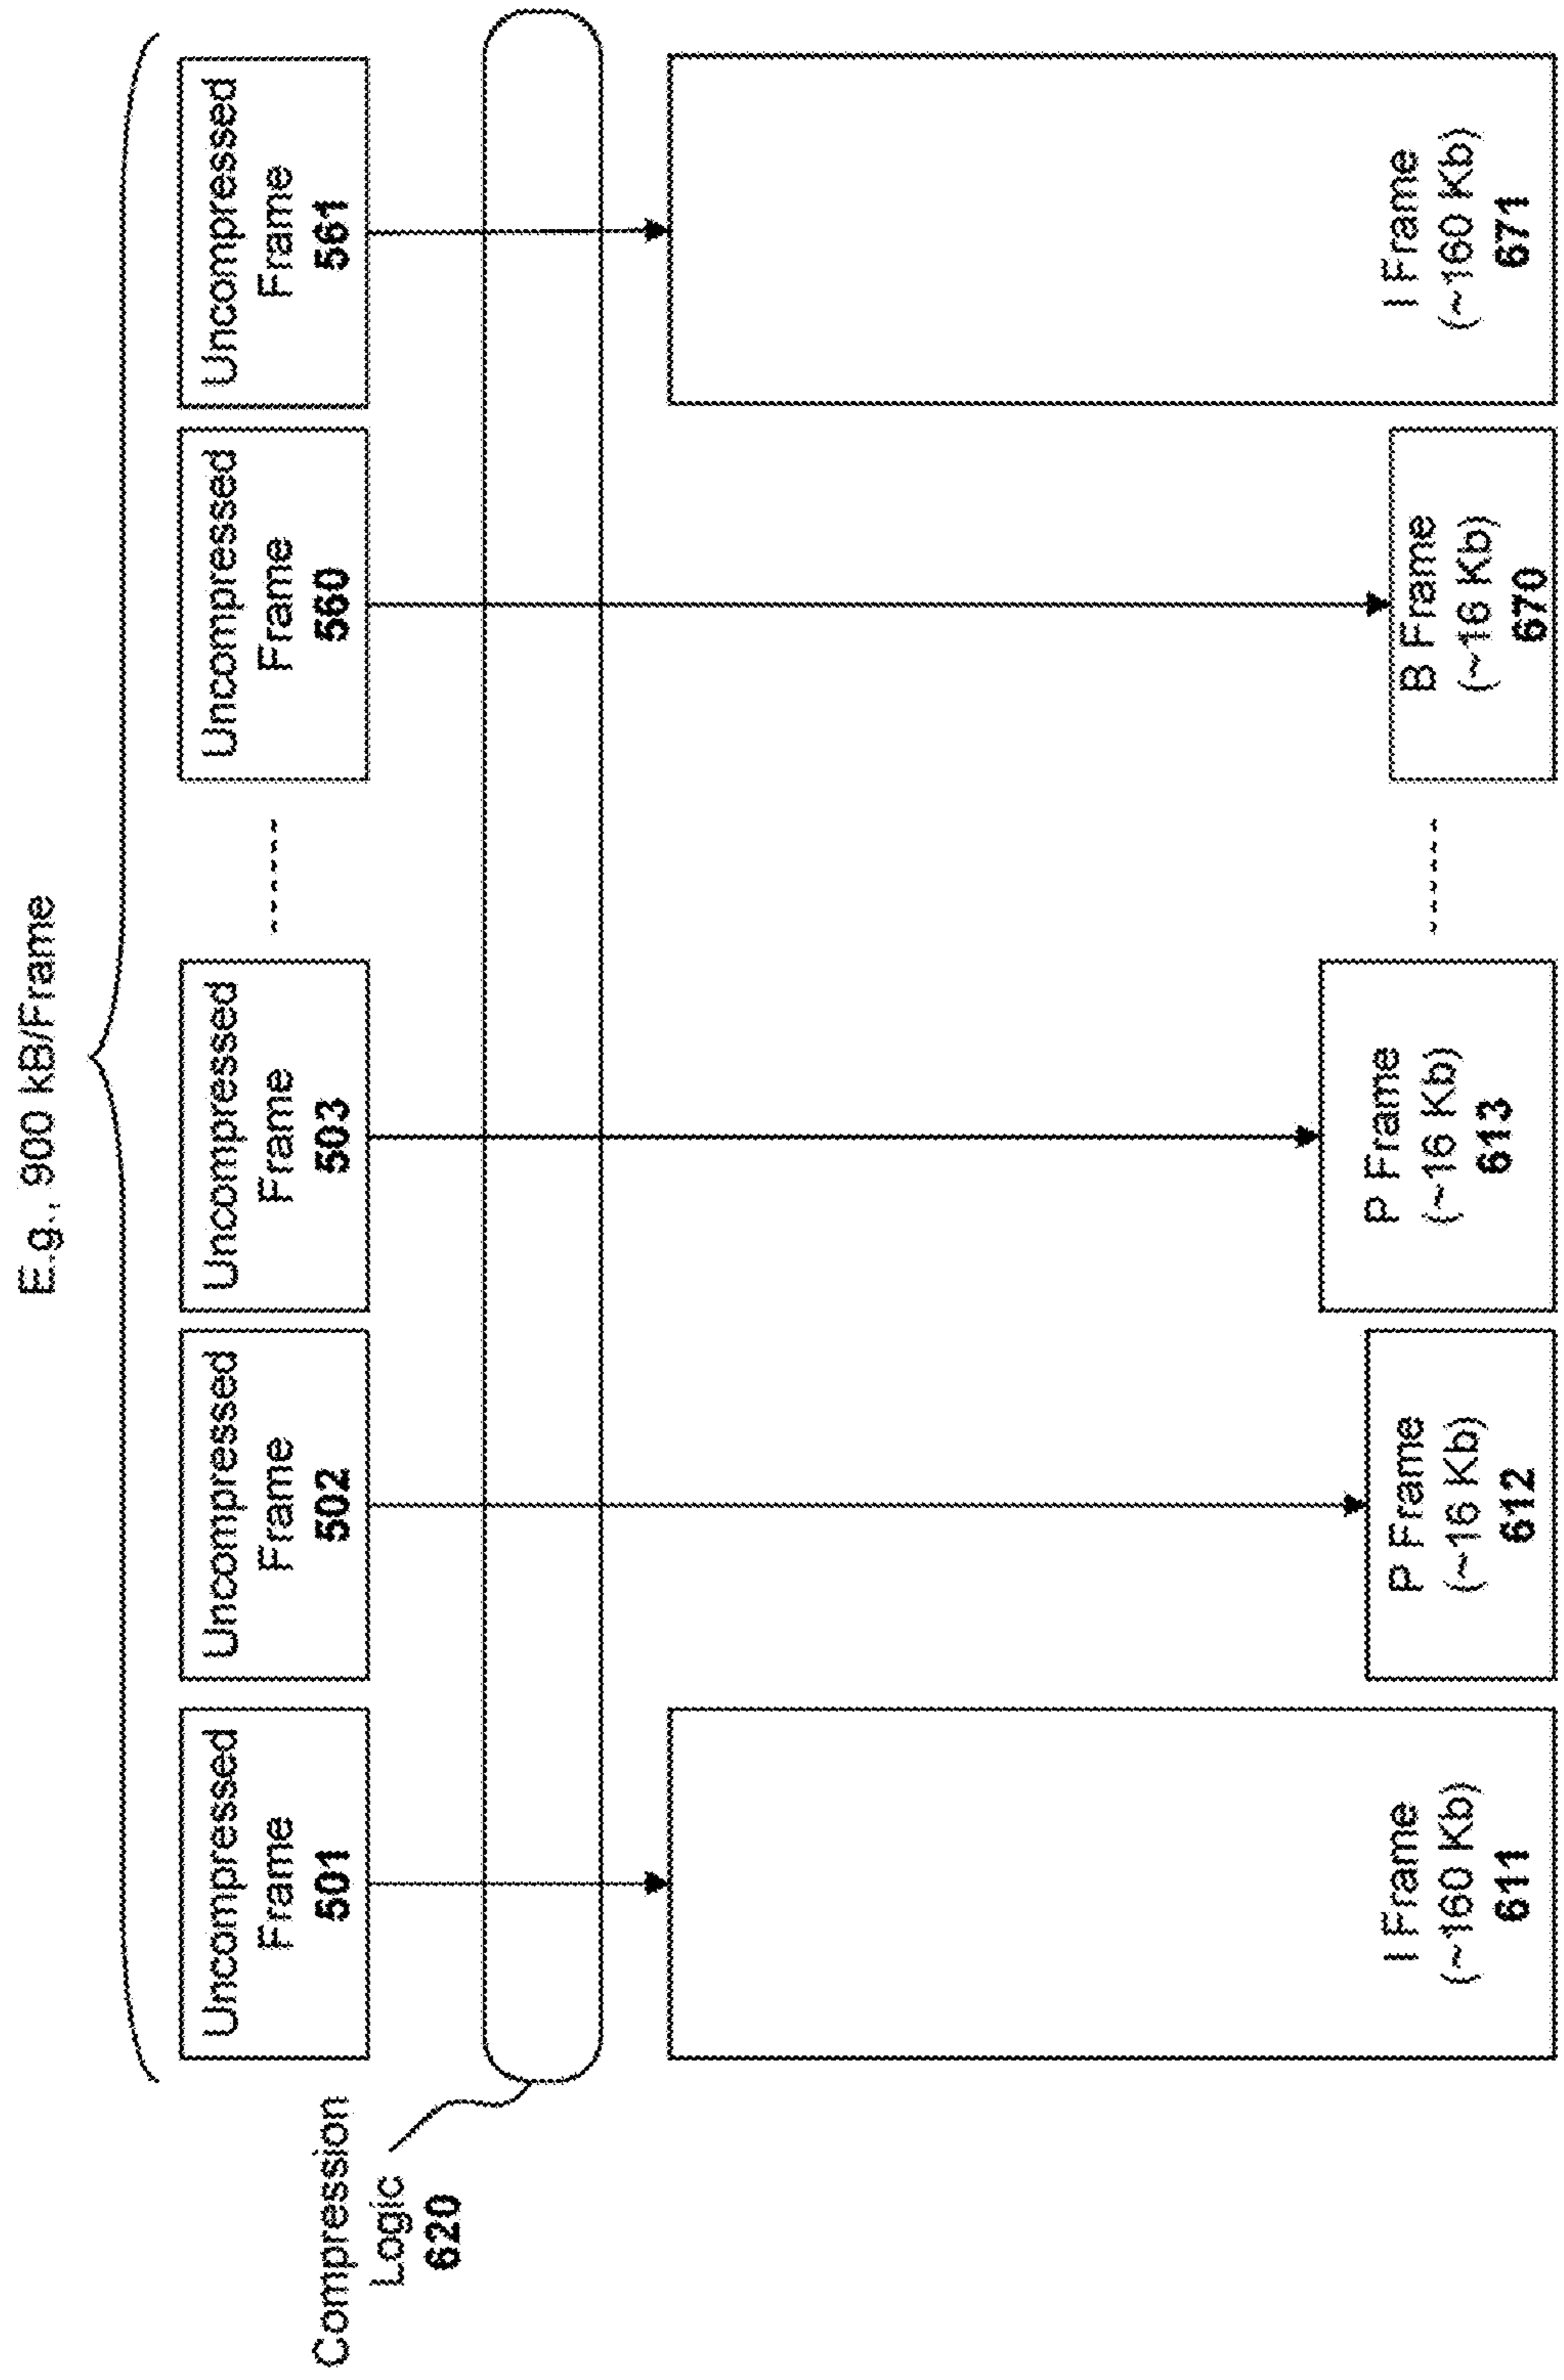 E.g., 900 kB/Frame
Uncompressed
Frame
501
Uncompressed
Frame
502
Uncompressed
Frame
503
Uncompressed
Frame
560
Uncompressed
Frame
561
Compression
Logic
620
I Frame
(~160 Kb)
611
P Frame
(~16 Kb)
612
P Frame
(~16 Kb)
613
B Frame
(~16 Kb)
670
I Frame
(~160 Kb)
671